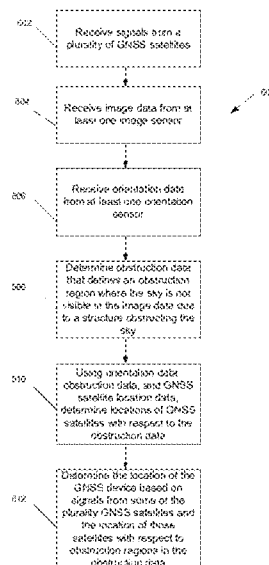 Receive signals from a
plurality of GNSS satellites
Receive image data from at
least one image sensor
Receive orientation data
from at least one orientation
sensor
Determine obstruction data
that defines an obstruction
region where the sky is not
visible in the image data due
to a structure obstructing the
sky
Using orientation data,
obstruction data, and GNSS
satellite location data,
determine locations of GNSS
satellites with respect to the
obstruction data
Determine the location of the
GNSS device based on
signals from some of the
plurality GNSS satellites and
the location of those
satellites with respect to
obstruction regions in the
obstruction data